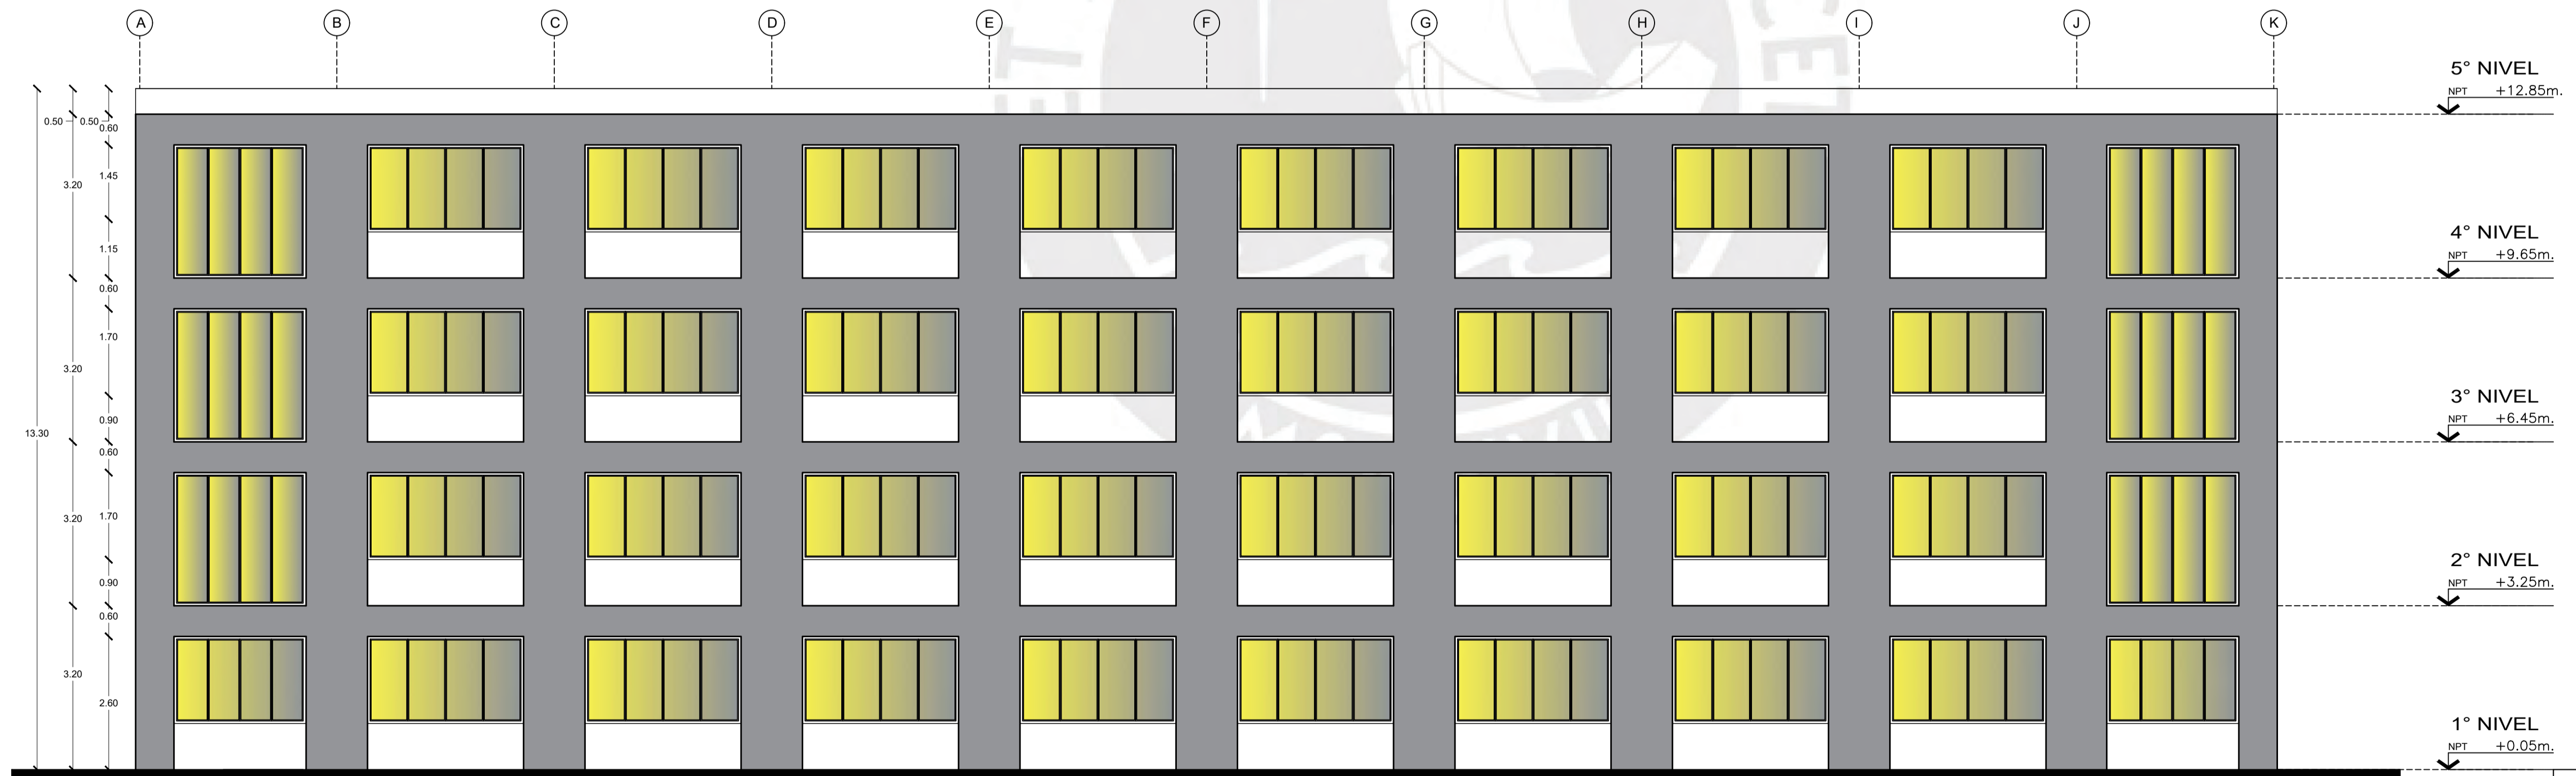 A B C D E F G H I J K
5° NIVEL
NPT +12.85m.
0.50 0.50 0.60
3.20 1.45
4° NIVEL
1.15
NPT +9.65m.
0.60
1.70
3.20
3° NIVEL
0.90
NPT +6.45m.
13.30
0.60
1.70
3.20
2° NIVEL
0.90
NPT +3.25m.
0.60
3.20
2.60
1° NIVEL
NPT +0.05m.